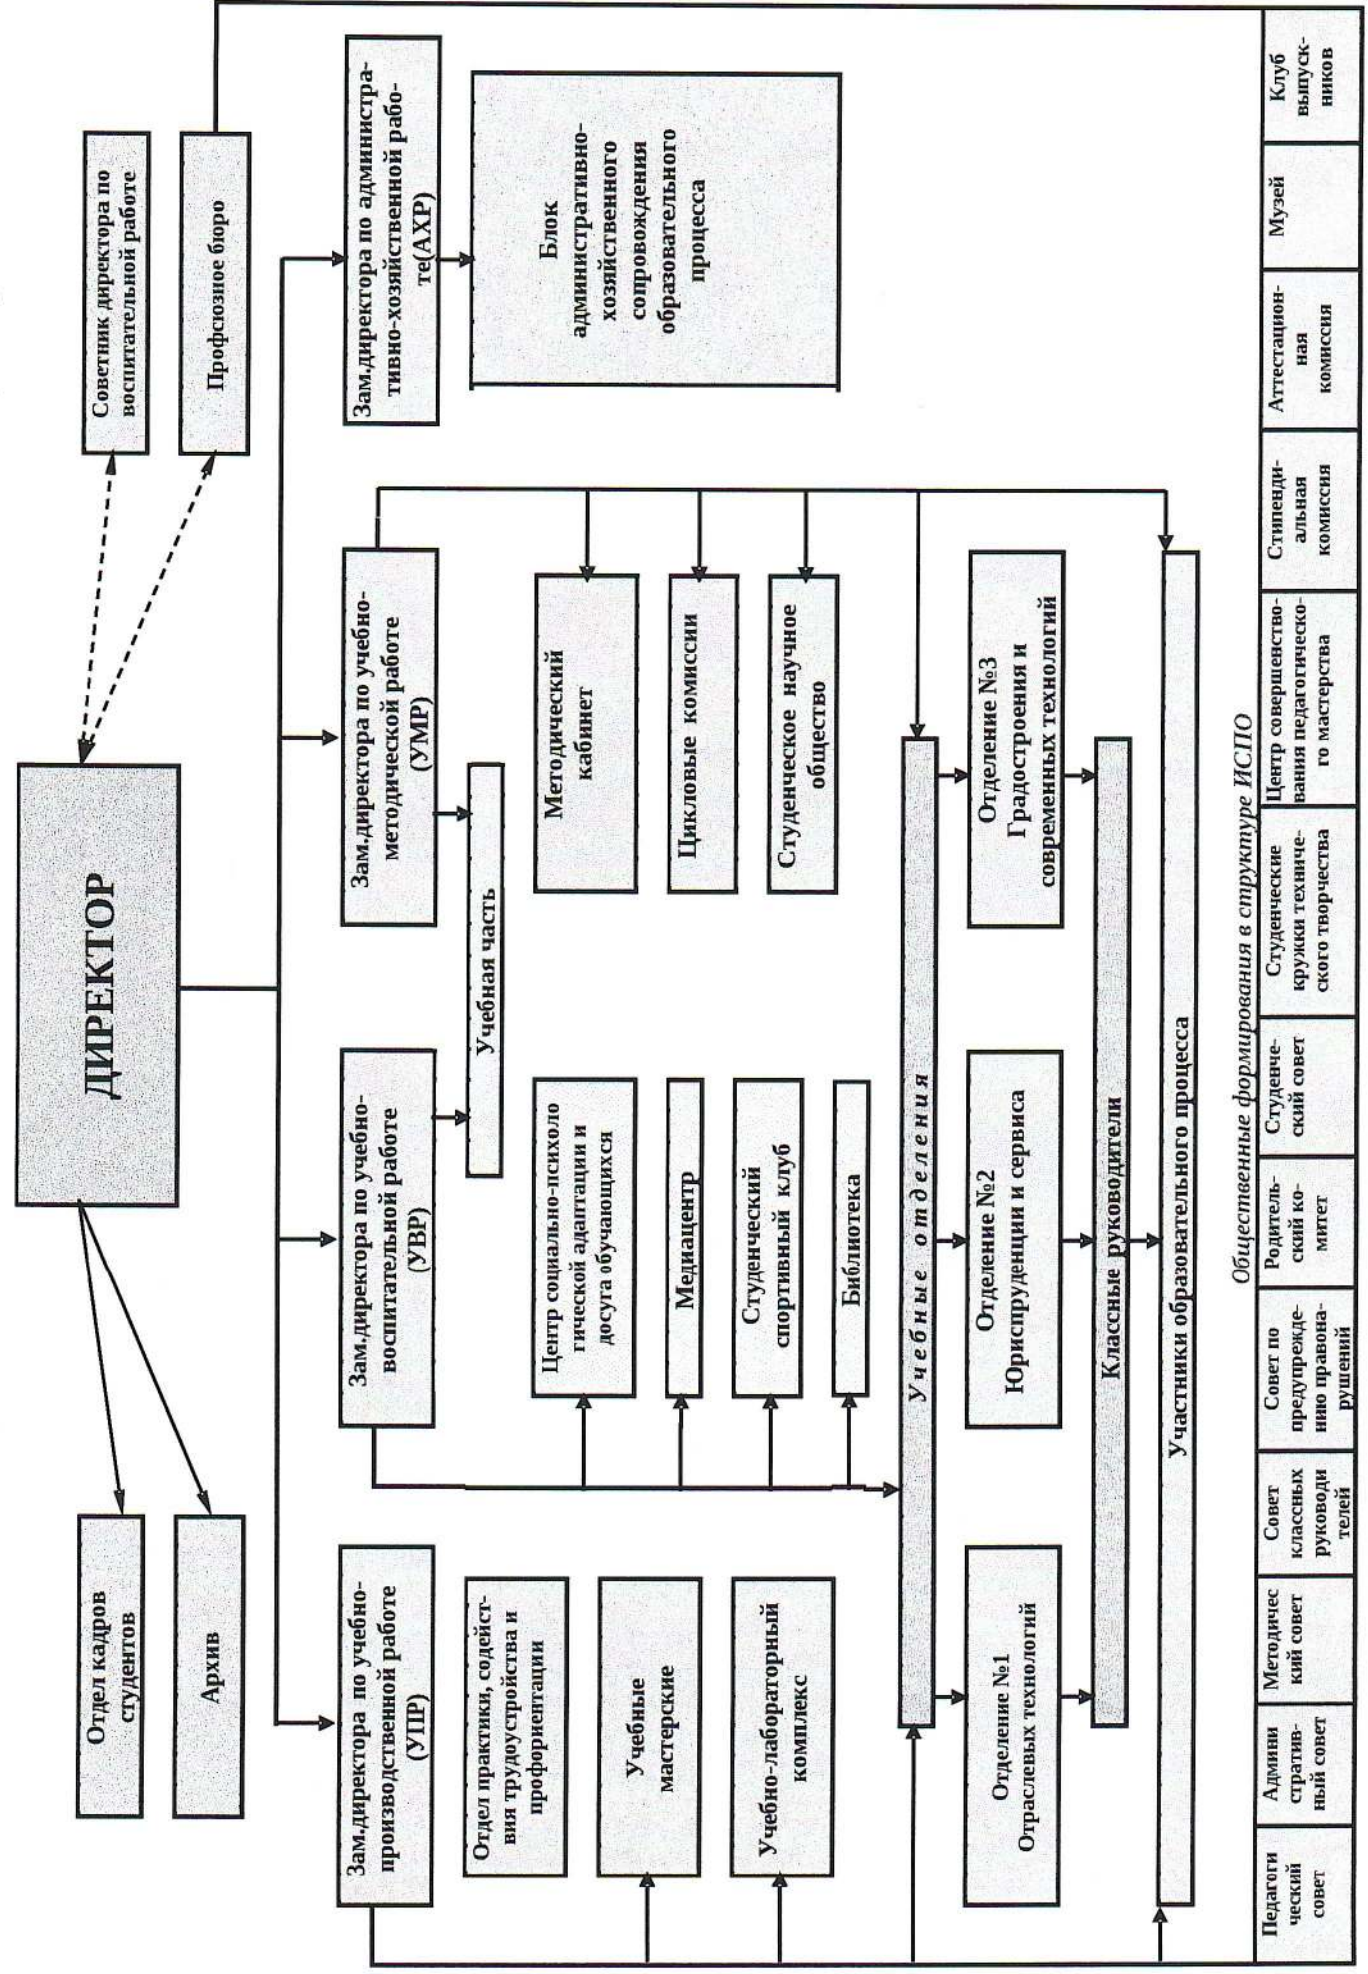 ДИРЕКТОР
Отдел кадров
студентов
Архив
Советник директора по
воспитательной работе
Профсюзное бюро
Зам.директора по учебно-
производственной работе
(УПР)
Зам.директора по учебно-
воспитательной работе
(УВР)
Зам.директора по учебно-
методической работе
(УМР)
Зам.директора по администра-
тивно-хозяйственной рабо-
те(АХР)
Учебная часть
Отдел практики, содейст-
вия трудоустройства и
профориентации
Учебные
мастерские
Учебно-лабораторный
комплекс
Центр социально-психоло
гической адаптации и
досуга обучающихся
Медиацентр
Студенческий
спортивный клуб
Библиотека
Методический
кабинет
Цикловые комиссии
Студенческое научное
общество
Блок
административно-
хозяйственного
сопровождения
образовательного
процесса
Учебные отделения
Отделение №1
Отраслевых технологий
Отделение №2
Юриспруденции и сервиса
Отделение №3
Градостроения и
современных технологий
Классные руководители
Участники образовательного процесса
Общественные формирования в структуре ИСПО
Педагоги
ческий
совет
Админи
стратив-
ный совет
Методичес
кий совет
Совет
классных
руководи
телей
Совет по
предупрежде-
нию правона-
рушений
Родитель-
ский ко-
митет
Студенче-
ский совет
Студенческие
кружки техниче-
ского творчества
Центр совершенство-
вания педагогическо-
го мастерства
Стипенди-
альная
комиссия
Аттестацион-
ная
комиссия
Музей
Клуб
выпуск-
ников